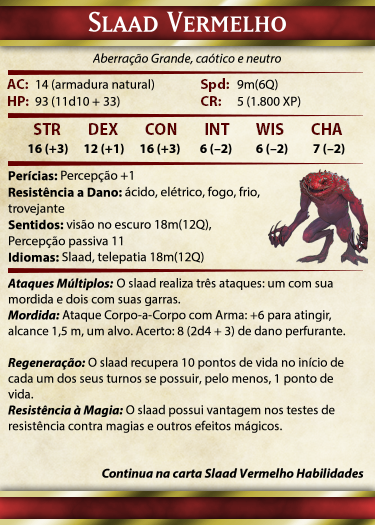 SLAAD VERMELHO
Aberração Grande, caótico e neutro
AC: 14 (armadura natural) Spd: 9m(6Q)
HP: 93 (11d10 + 33) CR: 5 (1.800 XP)
STR DEX CON INT WIS CHA
16 (+3) 12 (+1) 16 (+3) 6 (–2) 6 (–2) 7 (–2)
Perícias: Percepção +1
Resistência a Dano: ácido, elétrico, fogo, frio,
trovejante
Sentidos: visão no escuro 18m(12Q),
Percepção passiva 11
Idiomas: Slaad, telepatia 18m(12Q)
Ataques Múltiplos: O slaad realiza três ataques: um com sua
mordida e dois com suas garras.
Mordida: Ataque Corpo-a-Corpo com Arma: +6 para atingir,
alcance 1,5 m, um alvo. Acerto: 8 (2d4 + 3) de dano perfurante.
Regeneração: O slaad recupera 10 pontos de vida no início de
cada um dos seus turnos se possuir, pelo menos, 1 ponto de
vida.
Resistência à Magia: O slaad possui vantagem nos testes de
resistência contra magias e outros efeitos mágicos.
Continua na carta Slaad Vermelho Habilidades